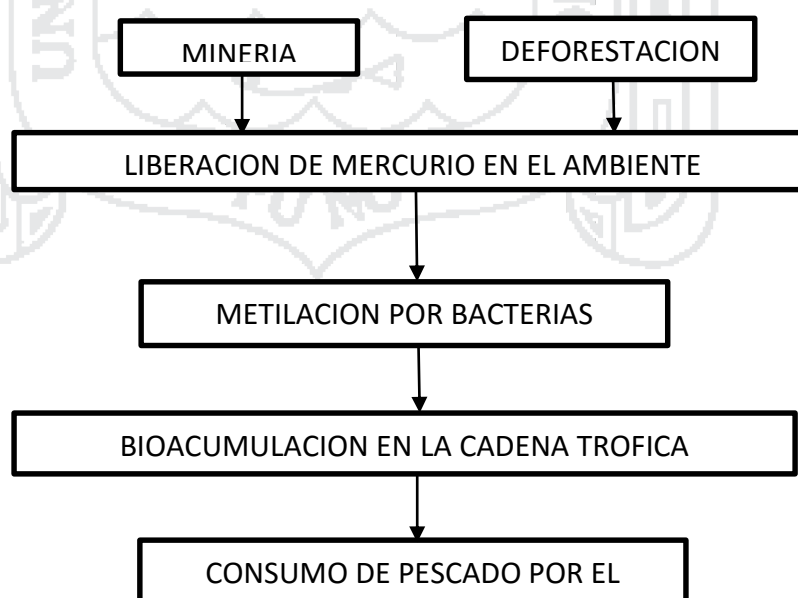 MINERIA
DEFORESTACION
LIBERACION DE MERCURIO EN EL AMBIENTE
METILACION POR BACTERIAS
BIOACUMULACION EN LA CADENA TROFICA
CONSUMO DE PESCADO POR EL